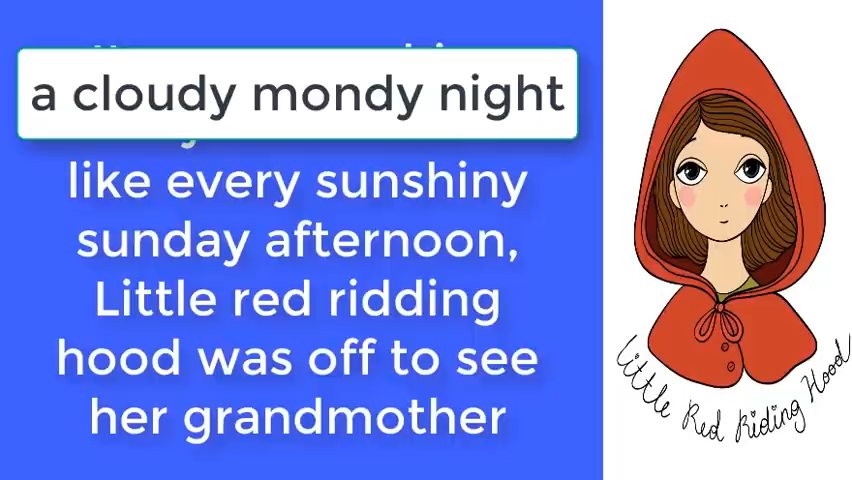 a cloudy mondy night
like every sunshiny
sunday afternoon,
Little red ridding
hood was off to see
her grandmother
Little Red Riding Hood